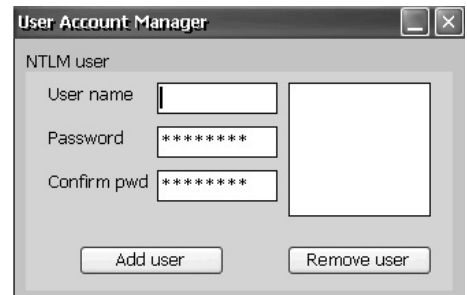 User Account Manager
NTLM user
User name
Password ********
Confirm pwd ********
Add user Remove user